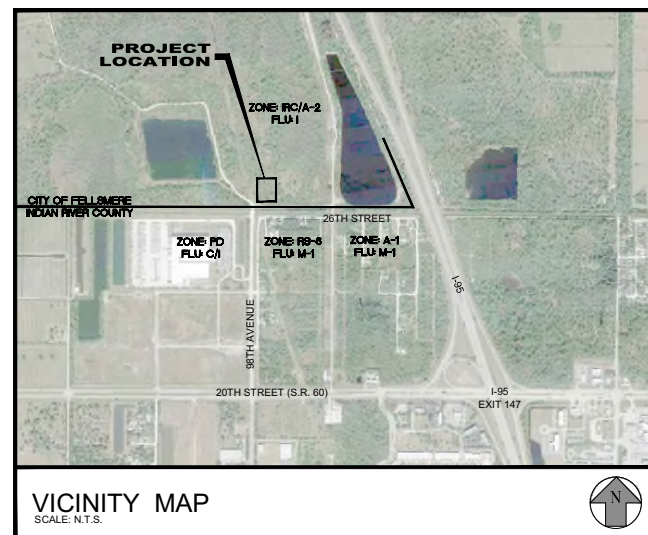 PROJECT
LOCATION
ZONE: IRC/A-2
FLU: I
CITY OF FELLSMERE
INDIAN RIVER COUNTY
26TH STREET
ZONE: PD
FLU: C/I
ZONE: RS-6
FLU: M-1
ZONE: A-1
FLU: M-1
I-95
98TH AVENUE
20TH STREET (S.R. 60)
I-95
EXIT 147
VICINITY MAP
SCALE: N.T.S.
N